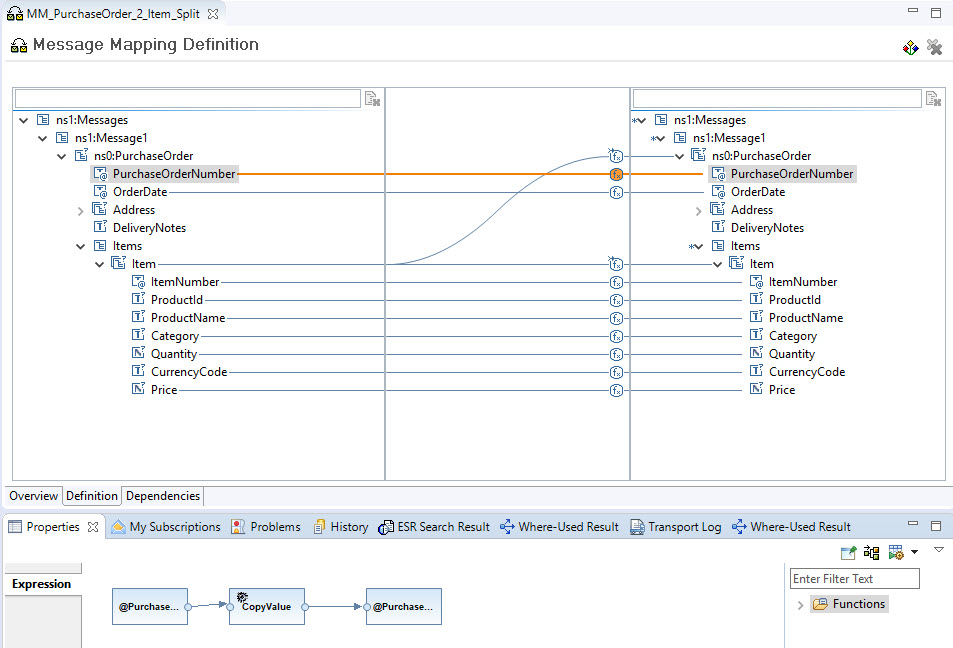 MM_PurchaseOrder_2_Item_Split
Message Mapping Definition
ns1:Messages
ns1:Message1
ns0:PurchaseOrder
PurchaseOrderNumber
OrderDate
Address
DeliveryNotes
Items
Item
ItemNumber
ProductId
ProductName
Category
Quantity
CurrencyCode
Price
ns1:Messages
ns1:Message1
ns0:PurchaseOrder
PurchaseOrderNumber
OrderDate
Address
DeliveryNotes
Items
Item
ItemNumber
ProductId
ProductName
Category
Quantity
CurrencyCode
Price
Overview Definition Dependencies
Properties My Subscriptions Problems History ESR Search Result Where-Used Result Transport Log Where-Used Result
Expression
@Purchase... CopyValue @Purchase...
Enter Filter Text
Functions